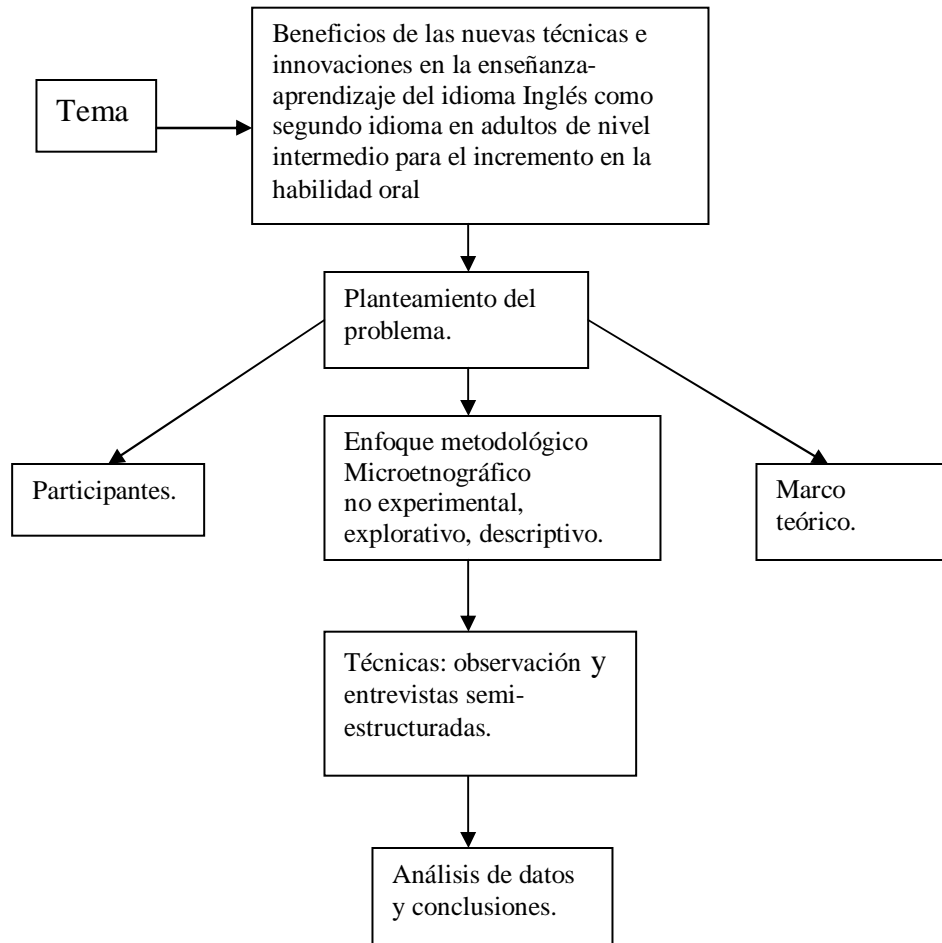 Tema
Beneficios de las nuevas técnicas e
innovaciones en la enseñanza-
aprendizaje del idioma Inglés como
segundo idioma en adultos de nivel
intermedio para el incremento en la
habilidad oral
Planteamiento del
problema.
Participantes.
Enfoque metodológico
Microetnográfico
no experimental,
explorativo, descriptivo.
Marco
teórico.
Técnicas: observación y
entrevistas semi-
estructuradas.
Análisis de datos
y conclusiones.